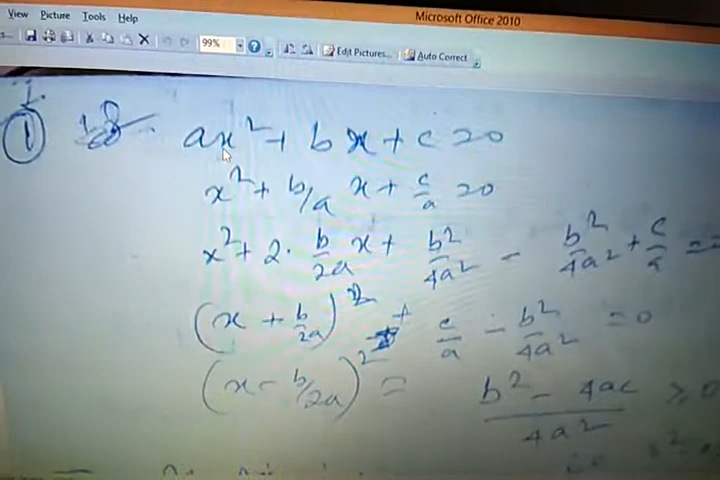 Microsoft Office 2010
View Picture Tools Help
99% Edit Pictures... Auto Correct
① 18.
ax² + bx + c = 0
x² + b/a x + c/a = 0
x² + 2· b/2a x + b²/4a² - b²/4a² + c/a =
(x + b/2a)² + c/a - b²/4a² = 0
(x - b/2a)² = b² - 4ac / 4a² ≥ 0